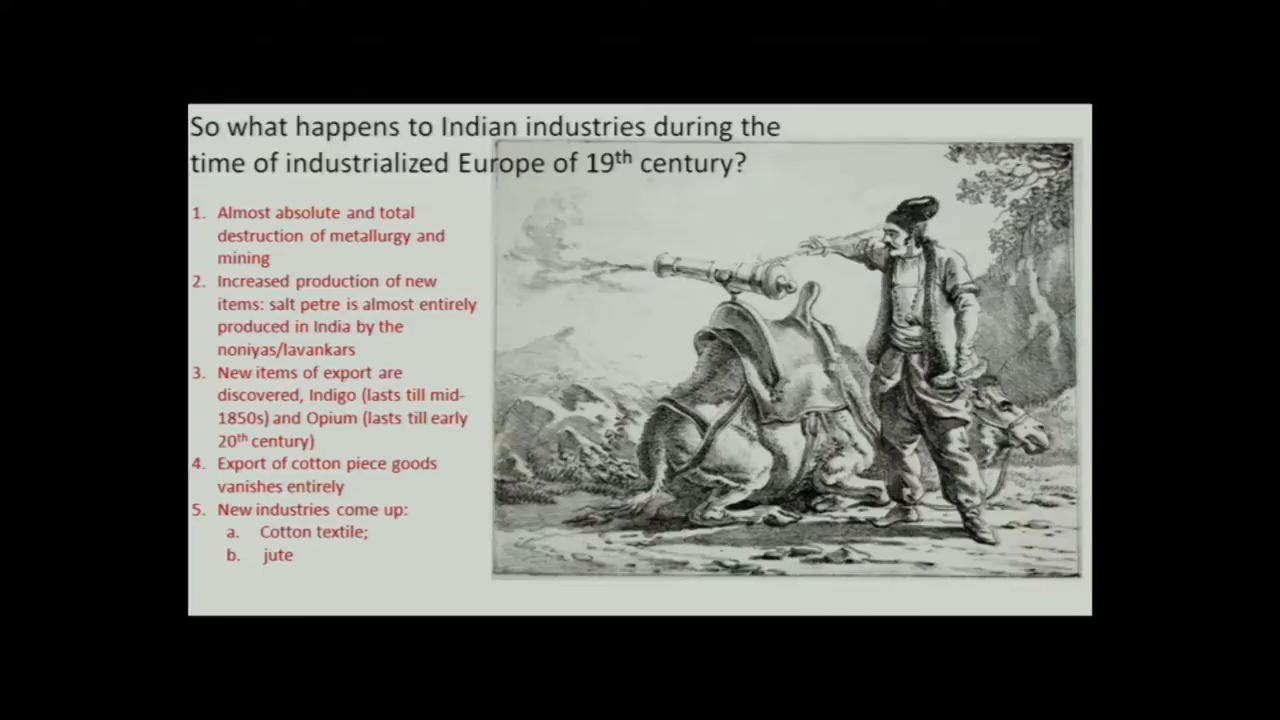 So what happens to Indian industries during the
time of industrialized Europe of 19th century?
1. Almost absolute and total
destruction of metallurgy and
mining
2. Increased production of new
items: salt petre is almost entirely
produced in India by the
noniyas/lavankars
3. New items of export are
discovered, Indigo (lasts till mid-
1850s) and Opium (lasts till early
20th century)
4. Export of cotton piece goods
vanishes entirely
5. New industries come up:
a. Cotton textile;
b. jute